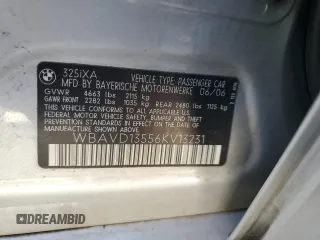 BMW
325iXA
VEHICLE TYPE PASSENGER CAR
MFD BY BAYERISCHE MOTORENWERKE 06/06
GVWR 4663 lbs 2115 kg
GAWR FRONT 2282 lbs 1035 kg GAWR REAR 2480 lbs 1125 kg
THIS VEHICLE CONFORMS TO ALL APPLICABLE
FEDERAL MOTOR VEHICLE SAFETY, BUMPER, AND
THEFT PREVENTION STANDARDS IN EFFECT ON THE
DATE OF MANUFACTURE SHOWN ABOVE.
WBAVD13556KV13231
DREAMBID